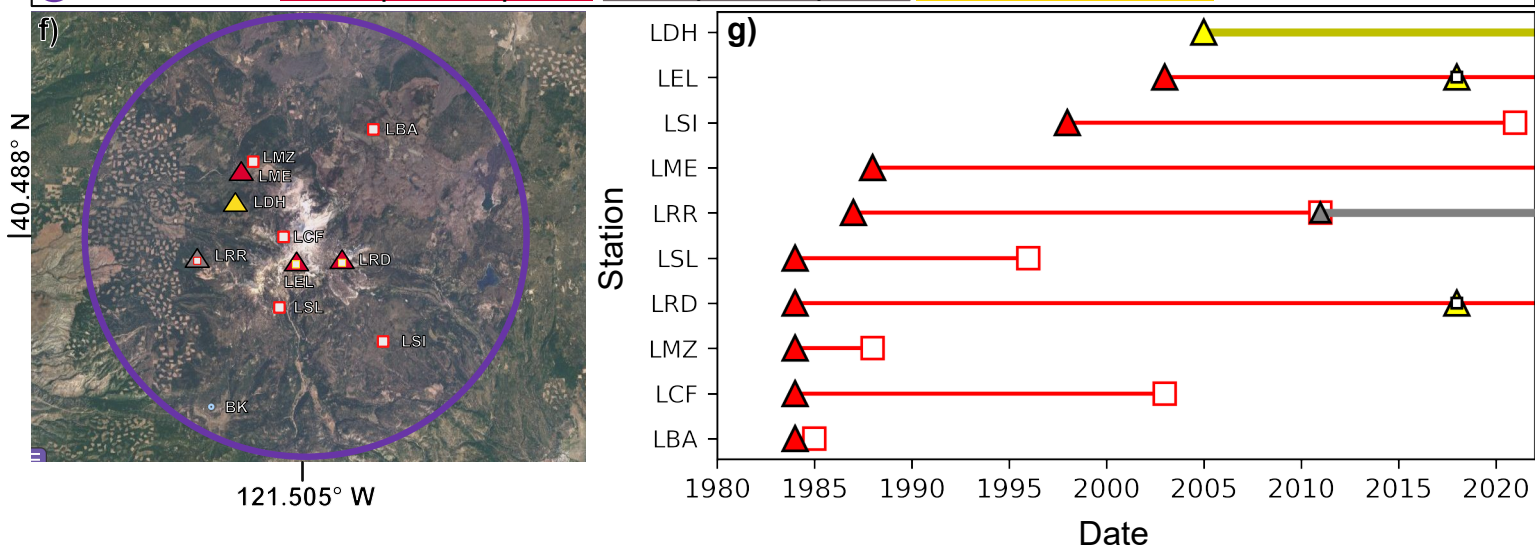 f)
LBA
LMZ
LME
LDH
LCF
LRR
LRD
LEL
LSL
LSI
BK
40.488° N
121.505° W
g)
LDH
LEL
LSI
LME
LRR
LSL
LRD
LMZ
LCF
LBA
Station
1980 1985 1990 1995 2000 2005 2010 2015 2020
Date